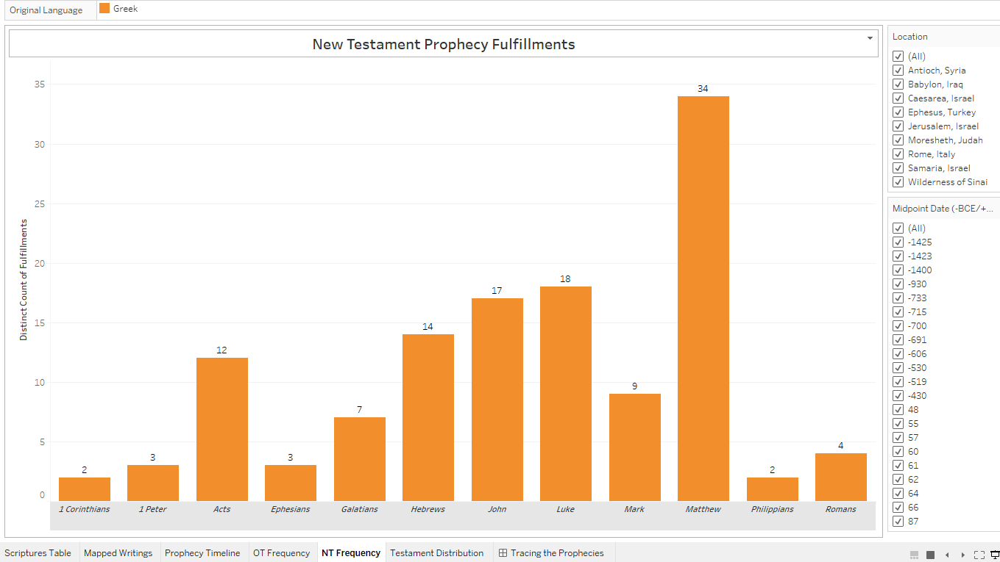 Original Language
Greek
New Testament Prophecy Fulfillments
Distinct Count of Fulfillments
35
30
25
20
15
10
5
0
2
3
12
3
7
14
17
18
9
34
2
4
1 Corinthians
1 Peter
Acts
Ephesians
Galatians
Hebrews
John
Luke
Mark
Matthew
Philippians
Romans
Location
(All)
Antioch, Syria
Babylon, Iraq
Caesarea, Israel
Ephesus, Turkey
Jerusalem, Israel
Moresheth, Judah
Rome, Italy
Samaria, Israel
Wilderness of Sinai
Midpoint Date (-BCE/+...
(All)
-1425
-1423
-1400
-930
-733
-715
-700
-691
-606
-530
-519
-430
48
55
57
60
61
62
64
66
87
Scriptures Table
Mapped Writings
Prophecy Timeline
OT Frequency
NT Frequency
Testament Distribution
Tracing the Prophecies